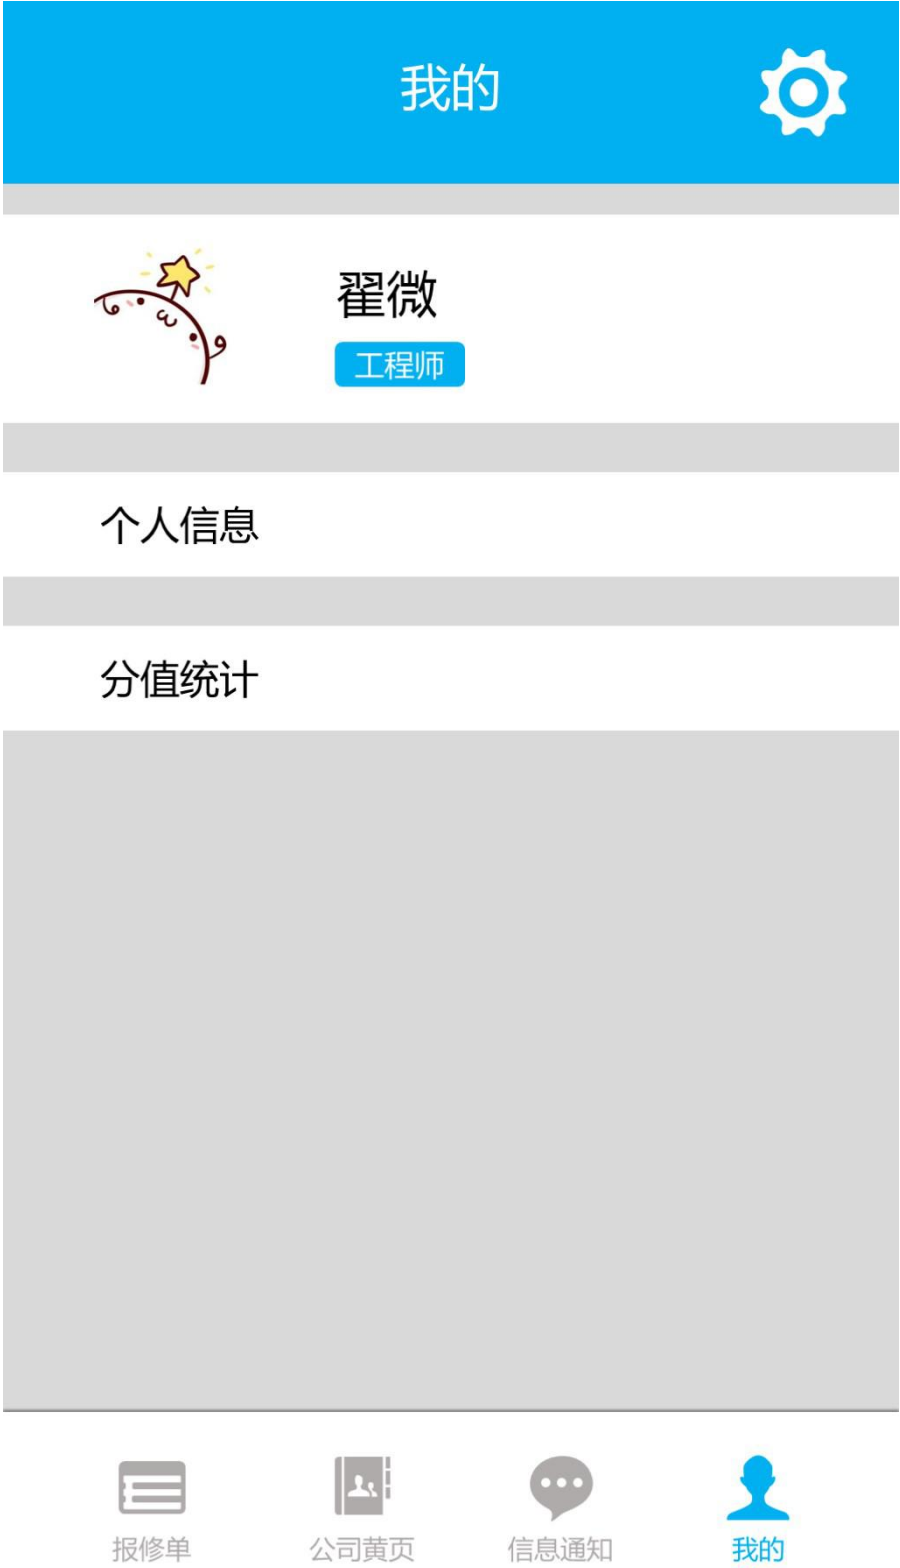 我的
翟微
工程师
个人信息
分值统计
报修单
公司黄页
信息通知
我的